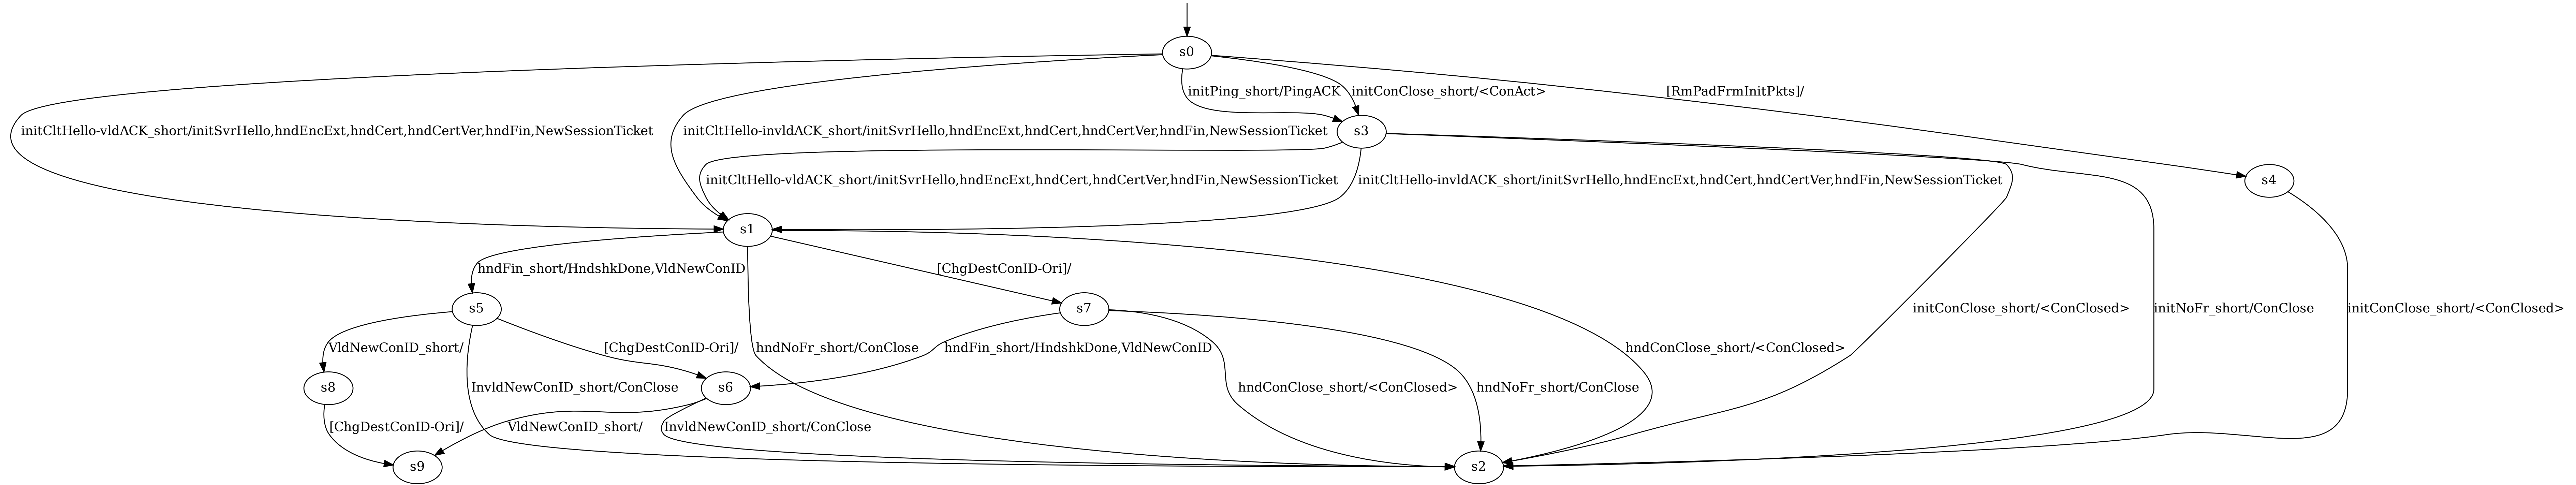 s0
initPing_short/PingACK
initConClose_short/<ConAct>
[RmPadFrmInitPkts]/
initCltHello-vldACK_short/initSvrHello,hndEncExt,hndCert,hndCertVer,hndFin,NewSessionTicket
initCltHello-invldACK_short/initSvrHello,hndEncExt,hndCert,hndCertVer,hndFin,NewSessionTicket
s3
initCltHello-vldACK_short/initSvrHello,hndEncExt,hndCert,hndCertVer,hndFin,NewSessionTicket
initCltHello-invldACK_short/initSvrHello,hndEncExt,hndCert,hndCertVer,hndFin,NewSessionTicket
s4
s1
hndFin_short/HndshkDone,VldNewConID
[ChgDestConID-Ori]/
s5
s7
initConClose_short/<ConClosed>
initNoFr_short/ConClose
initConClose_short/<ConClosed>
VldNewConID_short/
[ChgDestConID-Ori]/
hndNoFr_short/ConClose
hndFin_short/HndshkDone,VldNewConID
hndConClose_short/<ConClosed>
s8
InvldNewConID_short/ConClose
s6
hndConClose_short/<ConClosed>
hndNoFr_short/ConClose
[ChgDestConID-Ori]/
VldNewConID_short/
InvldNewConID_short/ConClose
s9
s2